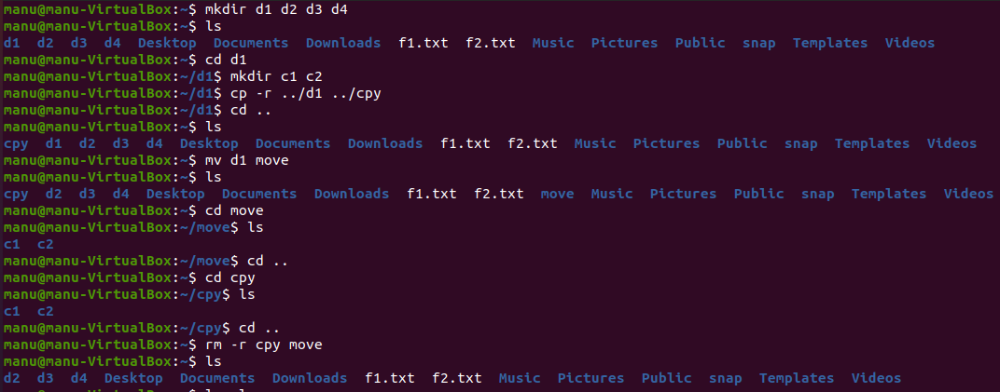 manu@manu-VirtualBox:~$ mkdir d1 d2 d3 d4
manu@manu-VirtualBox:~$ ls
d1  d2  d3  d4  Desktop  Documents  Downloads  f1.txt  f2.txt  Music  Pictures  Public  snap  Templates  Videos
manu@manu-VirtualBox:~$ cd d1
manu@manu-VirtualBox:~/d1$ mkdir c1 c2
manu@manu-VirtualBox:~/d1$ cp -r ../d1 ../cpy
manu@manu-VirtualBox:~/d1$ cd ..
manu@manu-VirtualBox:~$ ls
cpy  d1  d2  d3  d4  Desktop  Documents  Downloads  f1.txt  f2.txt  Music  Pictures  Public  snap  Templates  Videos
manu@manu-VirtualBox:~$ mv d1 move
manu@manu-VirtualBox:~$ ls
cpy  d2  d3  d4  Desktop  Documents  Downloads  f1.txt  f2.txt  move  Music  Pictures  Public  snap  Templates  Videos
manu@manu-VirtualBox:~$ cd move
manu@manu-VirtualBox:~/move$ ls
c1  c2
manu@manu-VirtualBox:~/move$ cd ..
manu@manu-VirtualBox:~$ cd cpy
manu@manu-VirtualBox:~/cpy$ ls
c1  c2
manu@manu-VirtualBox:~/cpy$ cd ..
manu@manu-VirtualBox:~$ rm -r cpy move
manu@manu-VirtualBox:~$ ls
d2  d3  d4  Desktop  Documents  Downloads  f1.txt  f2.txt  Music  Pictures  Public  snap  Templates  Videos